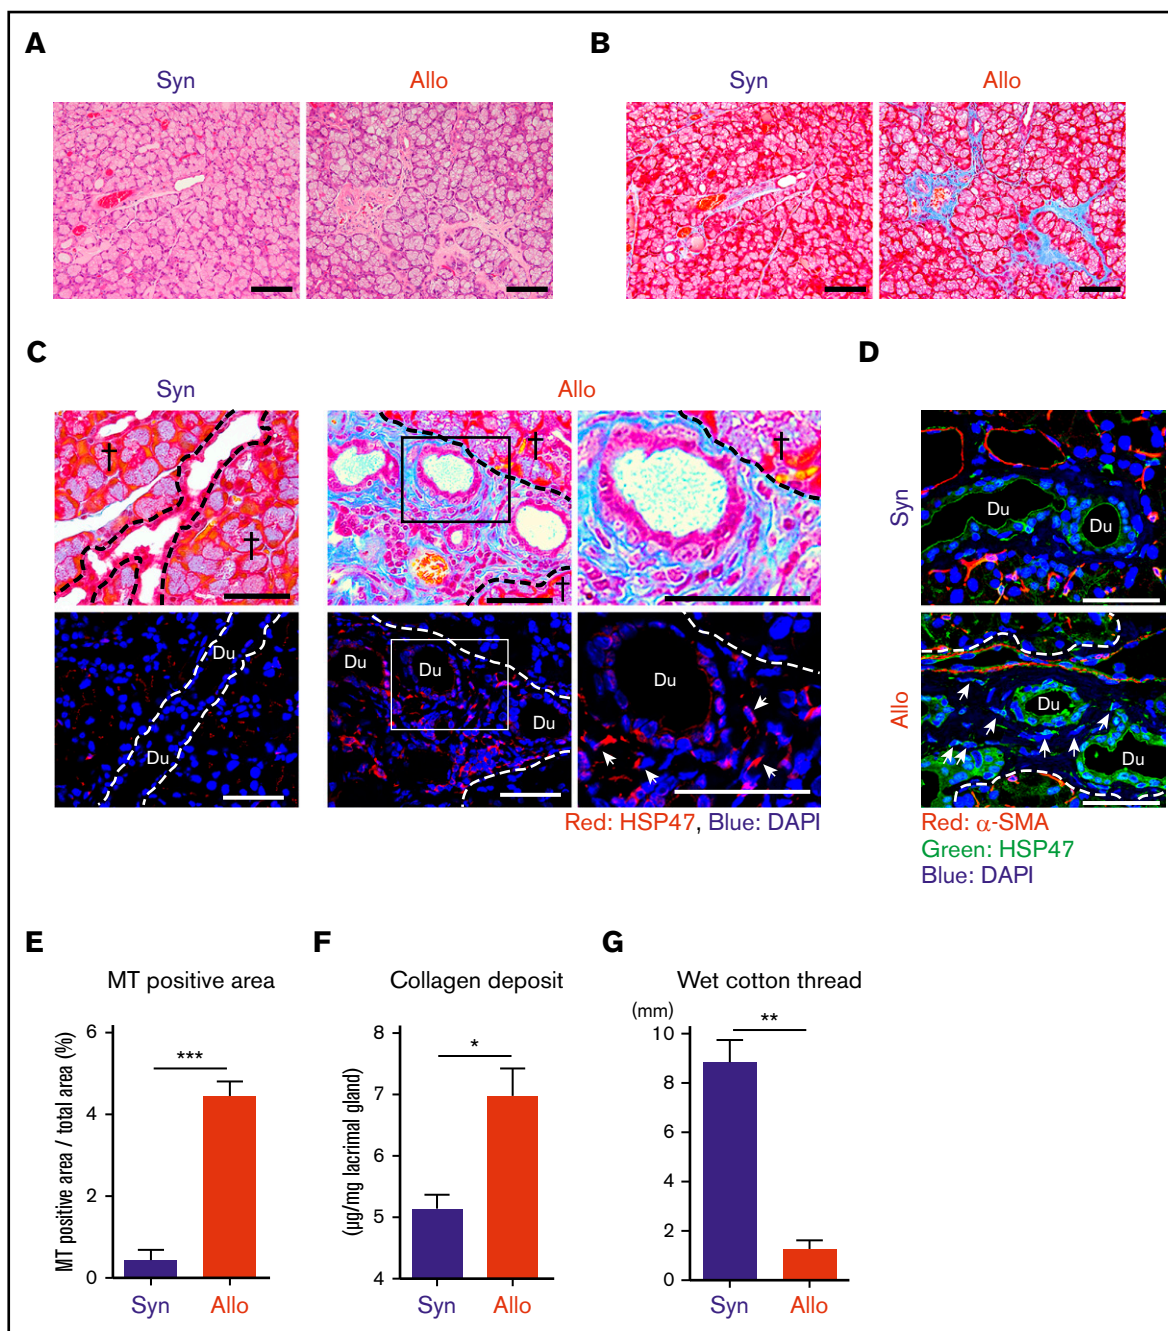 A
B
Syn
Allo
Syn
Allo
C
D
Syn
Allo
†
†
†
†
†
Du
Du
Du
Du
Du
Du
Red: HSP47, Blue: DAPI
Syn
Du
Du
Allo
Du
Du
Red: α-SMA
Green: HSP47
Blue: DAPI
E
F
G
MT positive area
MT positive area / total area (%)
6
4
2
0
***
Syn
Allo
Collagen deposit
(µg/mg lacrimal gland)
8
7
6
5
4
*
Syn
Allo
Wet cotton thread
(mm)
10
8
6
4
2
0
**
Syn
Allo